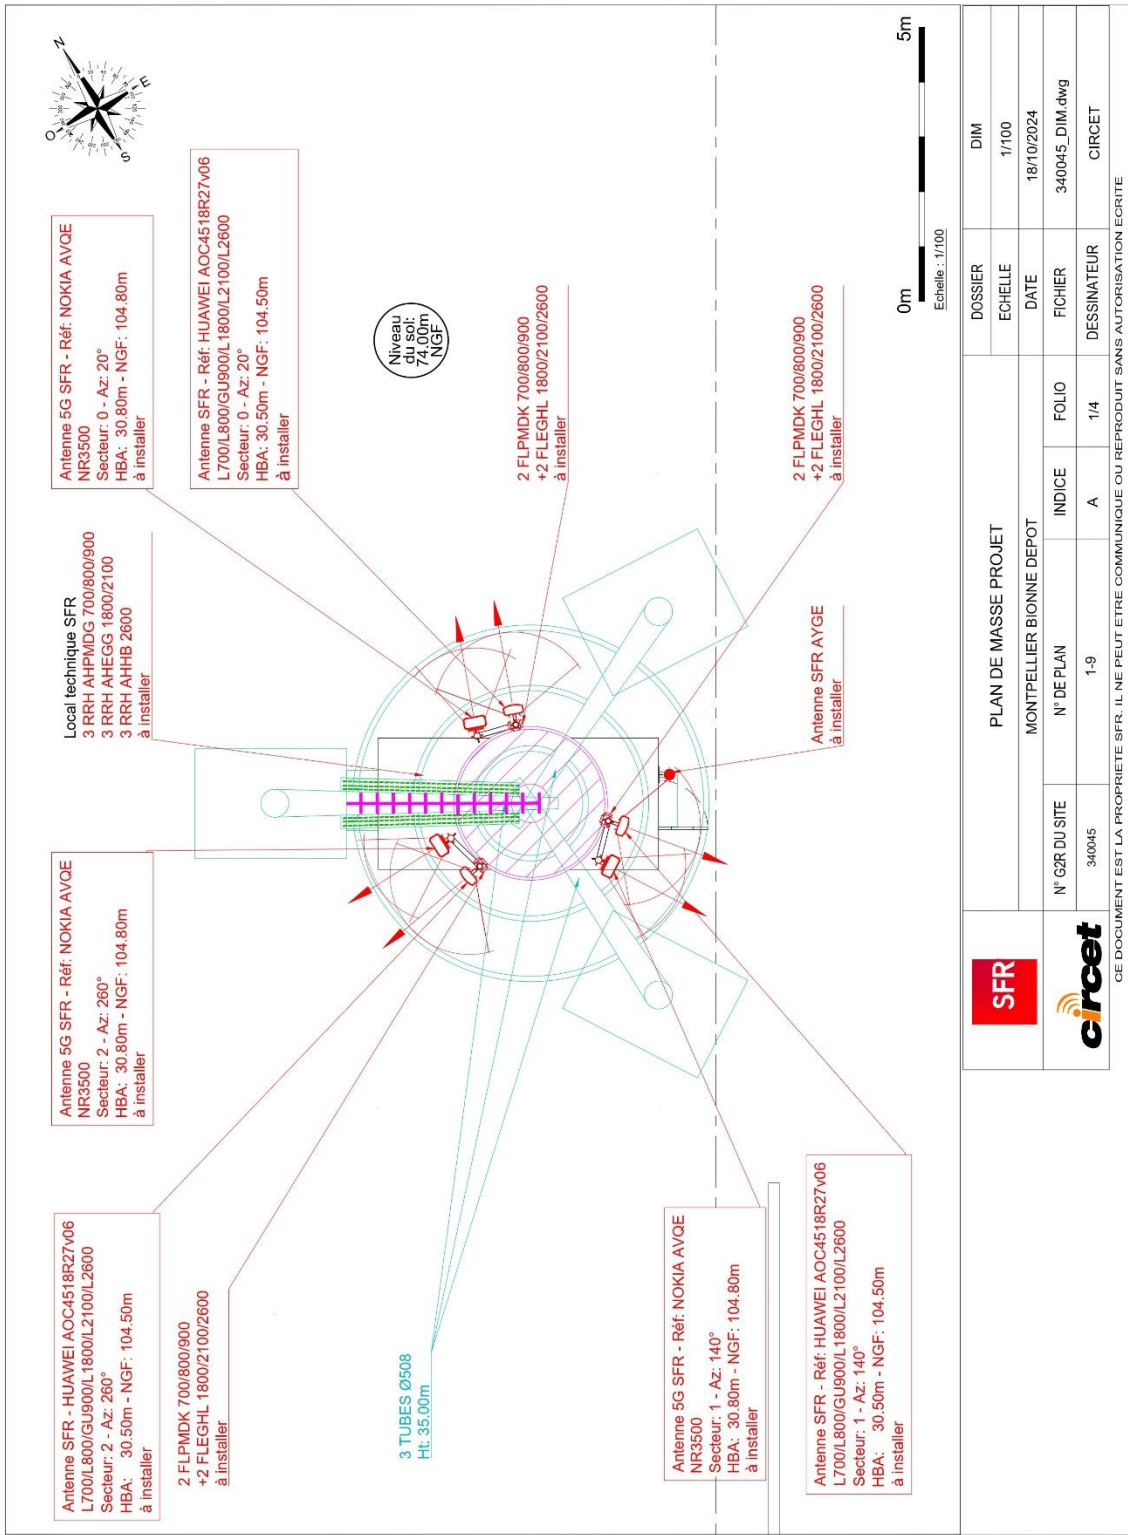 N
E
S
O
Antenne SFR - HUAWEI AOC4518R27v06
L700/L800/GU900/L1800/L2100/L2600
Secteur: 2 - Az: 260°
HBA: 30.50m - NGF: 104.50m
à installer
Antenne 5G SFR - Réf: NOKIA AVQE
NR3500
Secteur: 2 - Az: 260°
HBA: 30.80m - NGF: 104.80m
à installer
Local technique SFR
3 RRH AHPMDG 700/800/900
3 RRH AHEGG 1800/2100
3 RRH AHHB 2600
à installer
Antenne 5G SFR - Réf: NOKIA AVQE
NR3500
Secteur: 0 - Az: 20°
HBA: 30.80m - NGF: 104.80m
à installer
Antenne SFR - Réf: HUAWEI AOC4518R27v06
L700/L800/GU900/L1800/L2100/L2600
Secteur: 0 - Az: 20°
HBA: 30.50m - NGF: 104.50m
à installer
2 FLPMDK 700/800/900
+2 FLEGHL 1800/2100/2600
à installer
Niveau
du sol:
74.00m
NGF
3 TUBES Ø508
Ht: 35.00m
2 FLPMDK 700/800/900
+2 FLEGHL 1800/2100/2600
à installer
Antenne 5G SFR - Réf: NOKIA AVQE
NR3500
Secteur: 1 - Az: 140°
HBA: 30.80m - NGF: 104.80m
à installer
Antenne SFR - Réf: HUAWEI AOC4518R27v06
L700/L800/GU900/L1800/L2100/L2600
Secteur: 1 - Az: 140°
HBA: 30.50m - NGF: 104.50m
à installer
Antenne SFR AYGE
à installer
2 FLPMDK 700/800/900
+2 FLEGHL 1800/2100/2600
à installer
0m 5m
Echelle : 1/100
SFR
circet
PLAN DE MASSE PROJET
MONTPELLIER BIONNE DEPOT
N° G2R DU SITE N° DE PLAN INDICE FOLIO
340045 1-9 A 1/4
DOSSIER DIM
ECHELLE 1/100
DATE 18/10/2024
FICHIER 340045_DIM.dwg
DESSINATEUR CIRCET
CE DOCUMENT EST LA PROPRIETE SFR. IL NE PEUT ETRE COMMUNIQUE OU REPRODUIT SANS AUTORISATION ECRITE